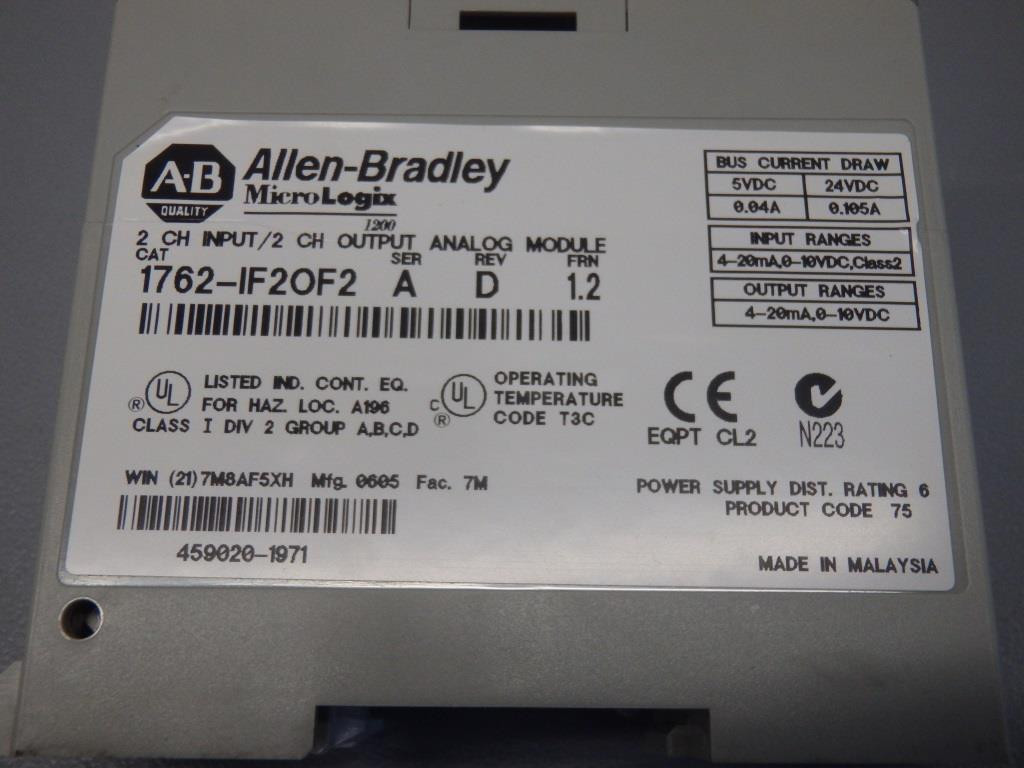 A·B
QUALITY
Allen-Bradley
MicroLogix
1200
2 CH INPUT/2 CH OUTPUT ANALOG MODULE
CAT SER REV FRN
1762-IF2OF2 A D 1.2
BUS CURRENT DRAW
5VDC 24VDC
0.04A 0.105A
INPUT RANGES
4-20mA,0-10VDC,Class2
OUTPUT RANGES
4-20mA,0-10VDC
UL ®
LISTED IND. CONT. EQ.
FOR HAZ. LOC. A196
CLASS I DIV 2 GROUP A,B,C,D
C UL ®
OPERATING
TEMPERATURE
CODE T3C
CE
EQPT CL2
N223
WIN (21)7M8AF5XH Mfg. 0605 Fac. 7M
459020-1971
POWER SUPPLY DIST. RATING 6
PRODUCT CODE 75
MADE IN MALAYSIA